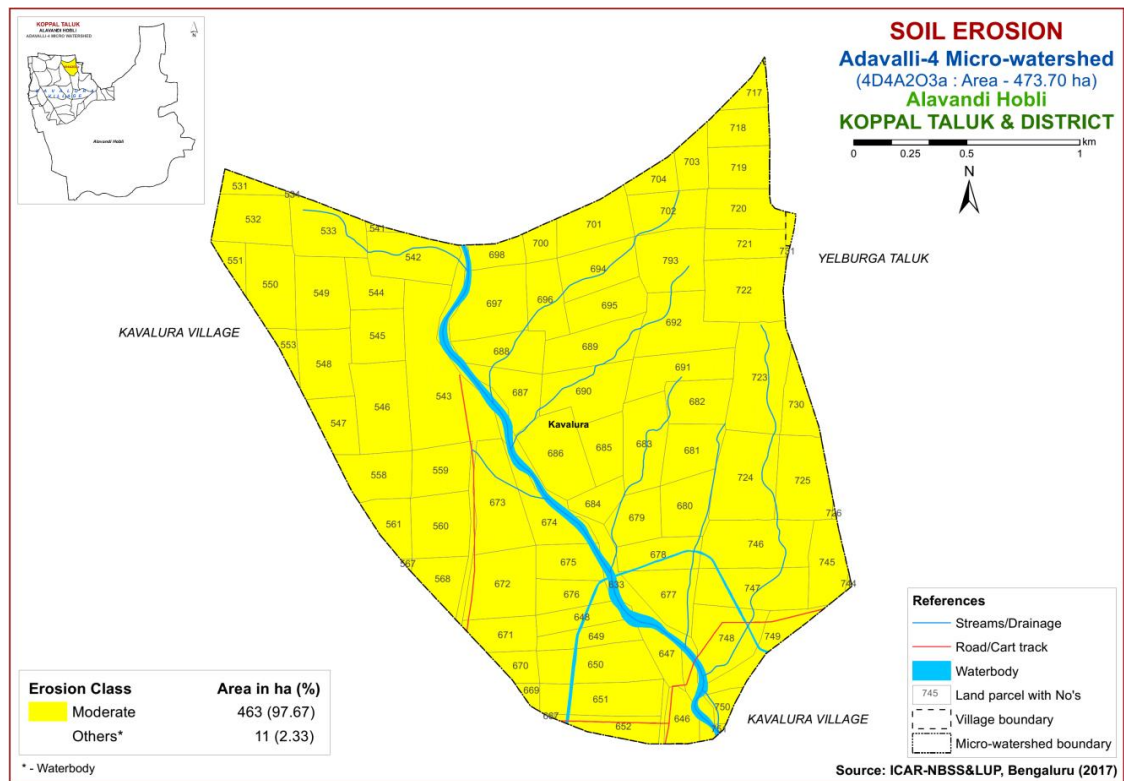 KOPPAL TALUK
ALAVANDI HOBLI
ADAVALLI 4 MICRO WATERSHED
N
KAVALURA
VILLAGE
Alavandi Hobli
SOIL EROSION
Adavalli-4 Micro-watershed
(4D4A2O3a : Area - 473.70 ha)
Alavandi Hobli
KOPPAL TALUK & DISTRICT
km
0 0.25 0.5 1
N
717
718
703 719
704
531 534 702 720
532 533 541 701
700 721
542 698 731
YELBURGA TALUK
551 694 793
550 549 544 722
697 696 695
KAVALURA VILLAGE
545 692
553 688 689
548 691
723
546 543 687 690
682 730
547 Kavalura
683
686 685 681
558 559
724 725
673 684 680
561 560 674 679 726
746
567 675 678 745
568 672 633 747 744
676 677
648
671 649 748 749
647
670 650
669 651 750
667 652 646
KAVALURA VILLAGE
References
Streams/Drainage
Road/Cart track
Waterbody
745 Land parcel with No's
Village boundary
Micro-watershed boundary
Erosion Class Area in ha (%)
Moderate 463 (97.67)
Others* 11 (2.33)
* - Waterbody
Source: ICAR-NBSS&LUP, Bengaluru (2017)